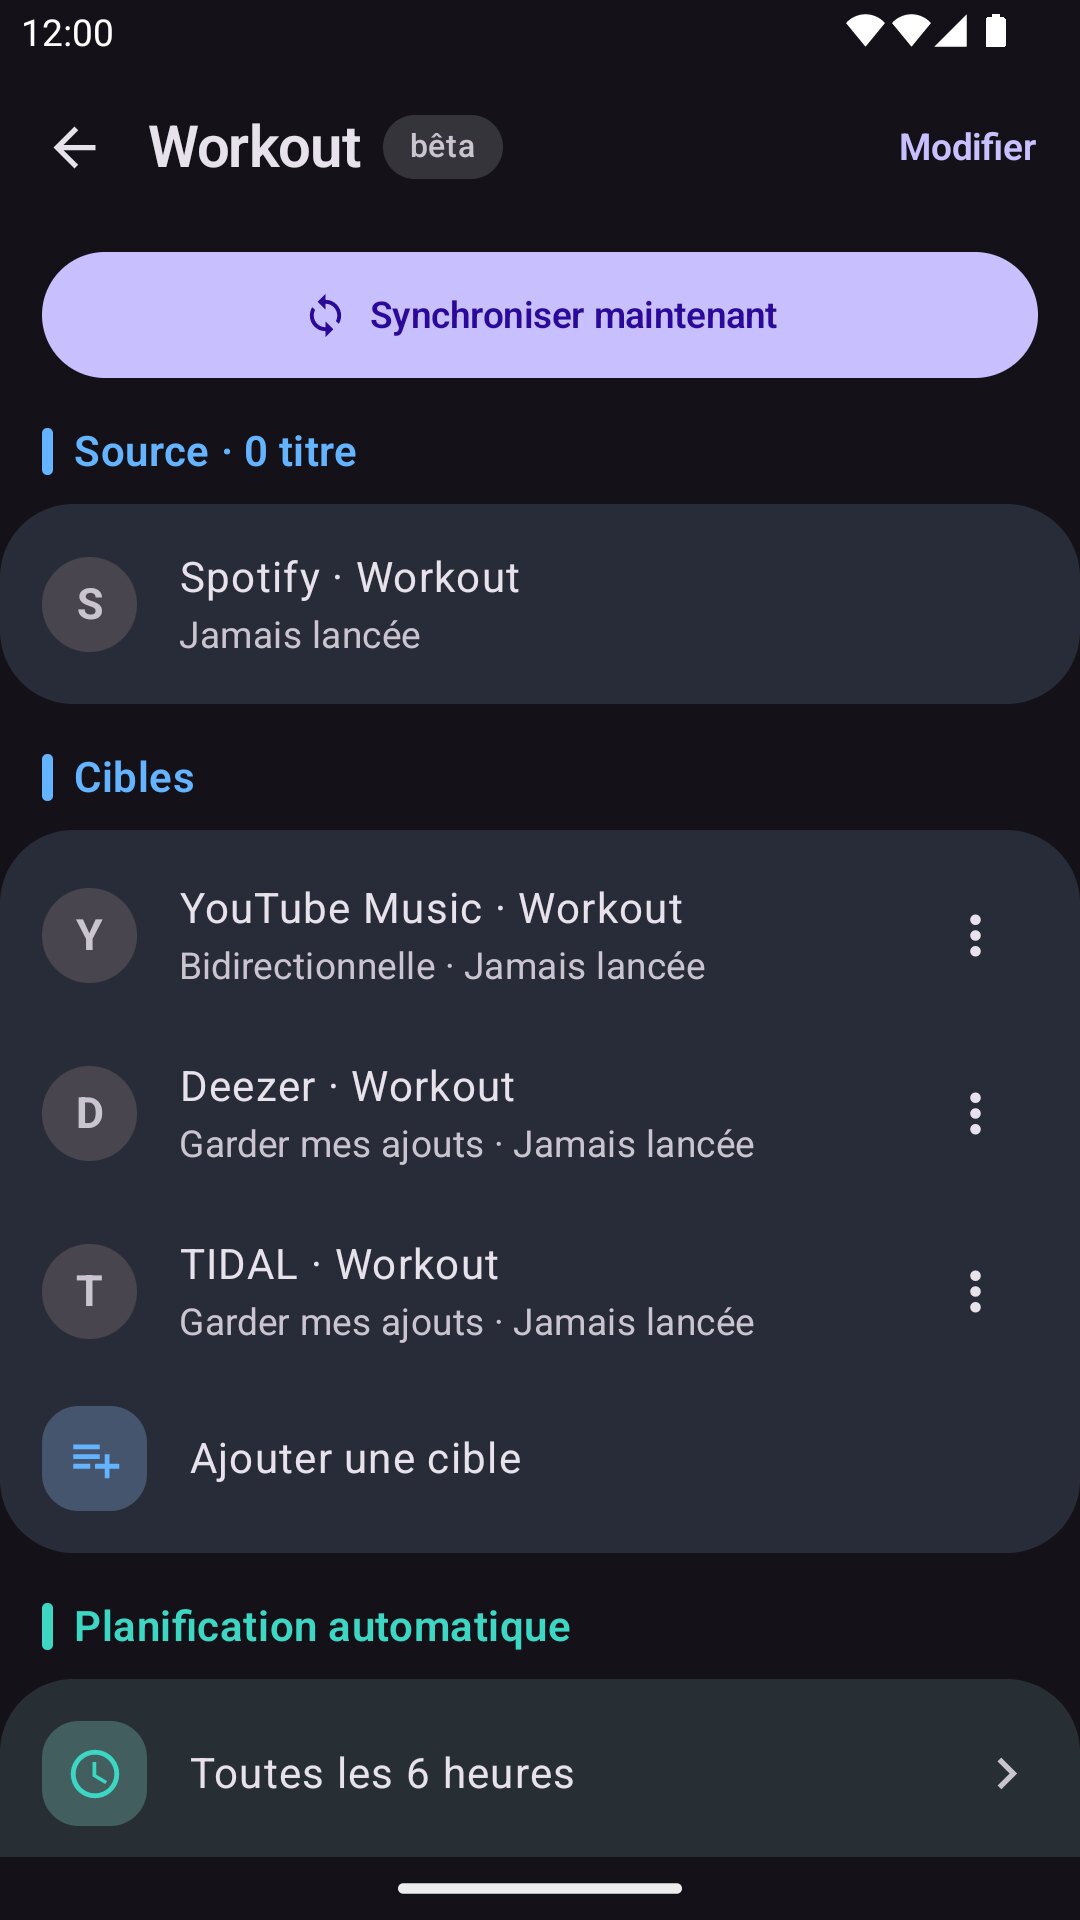 12:00
Workout bêta Modifier
Synchroniser maintenant
Source · 0 titre
S Spotify · Workout
Jamais lancée
Cibles
Y YouTube Music · Workout
Bidirectionnelle · Jamais lancée
D Deezer · Workout
Garder mes ajouts · Jamais lancée
T TIDAL · Workout
Garder mes ajouts · Jamais lancée
Ajouter une cible
Planification automatique
Toutes les 6 heures